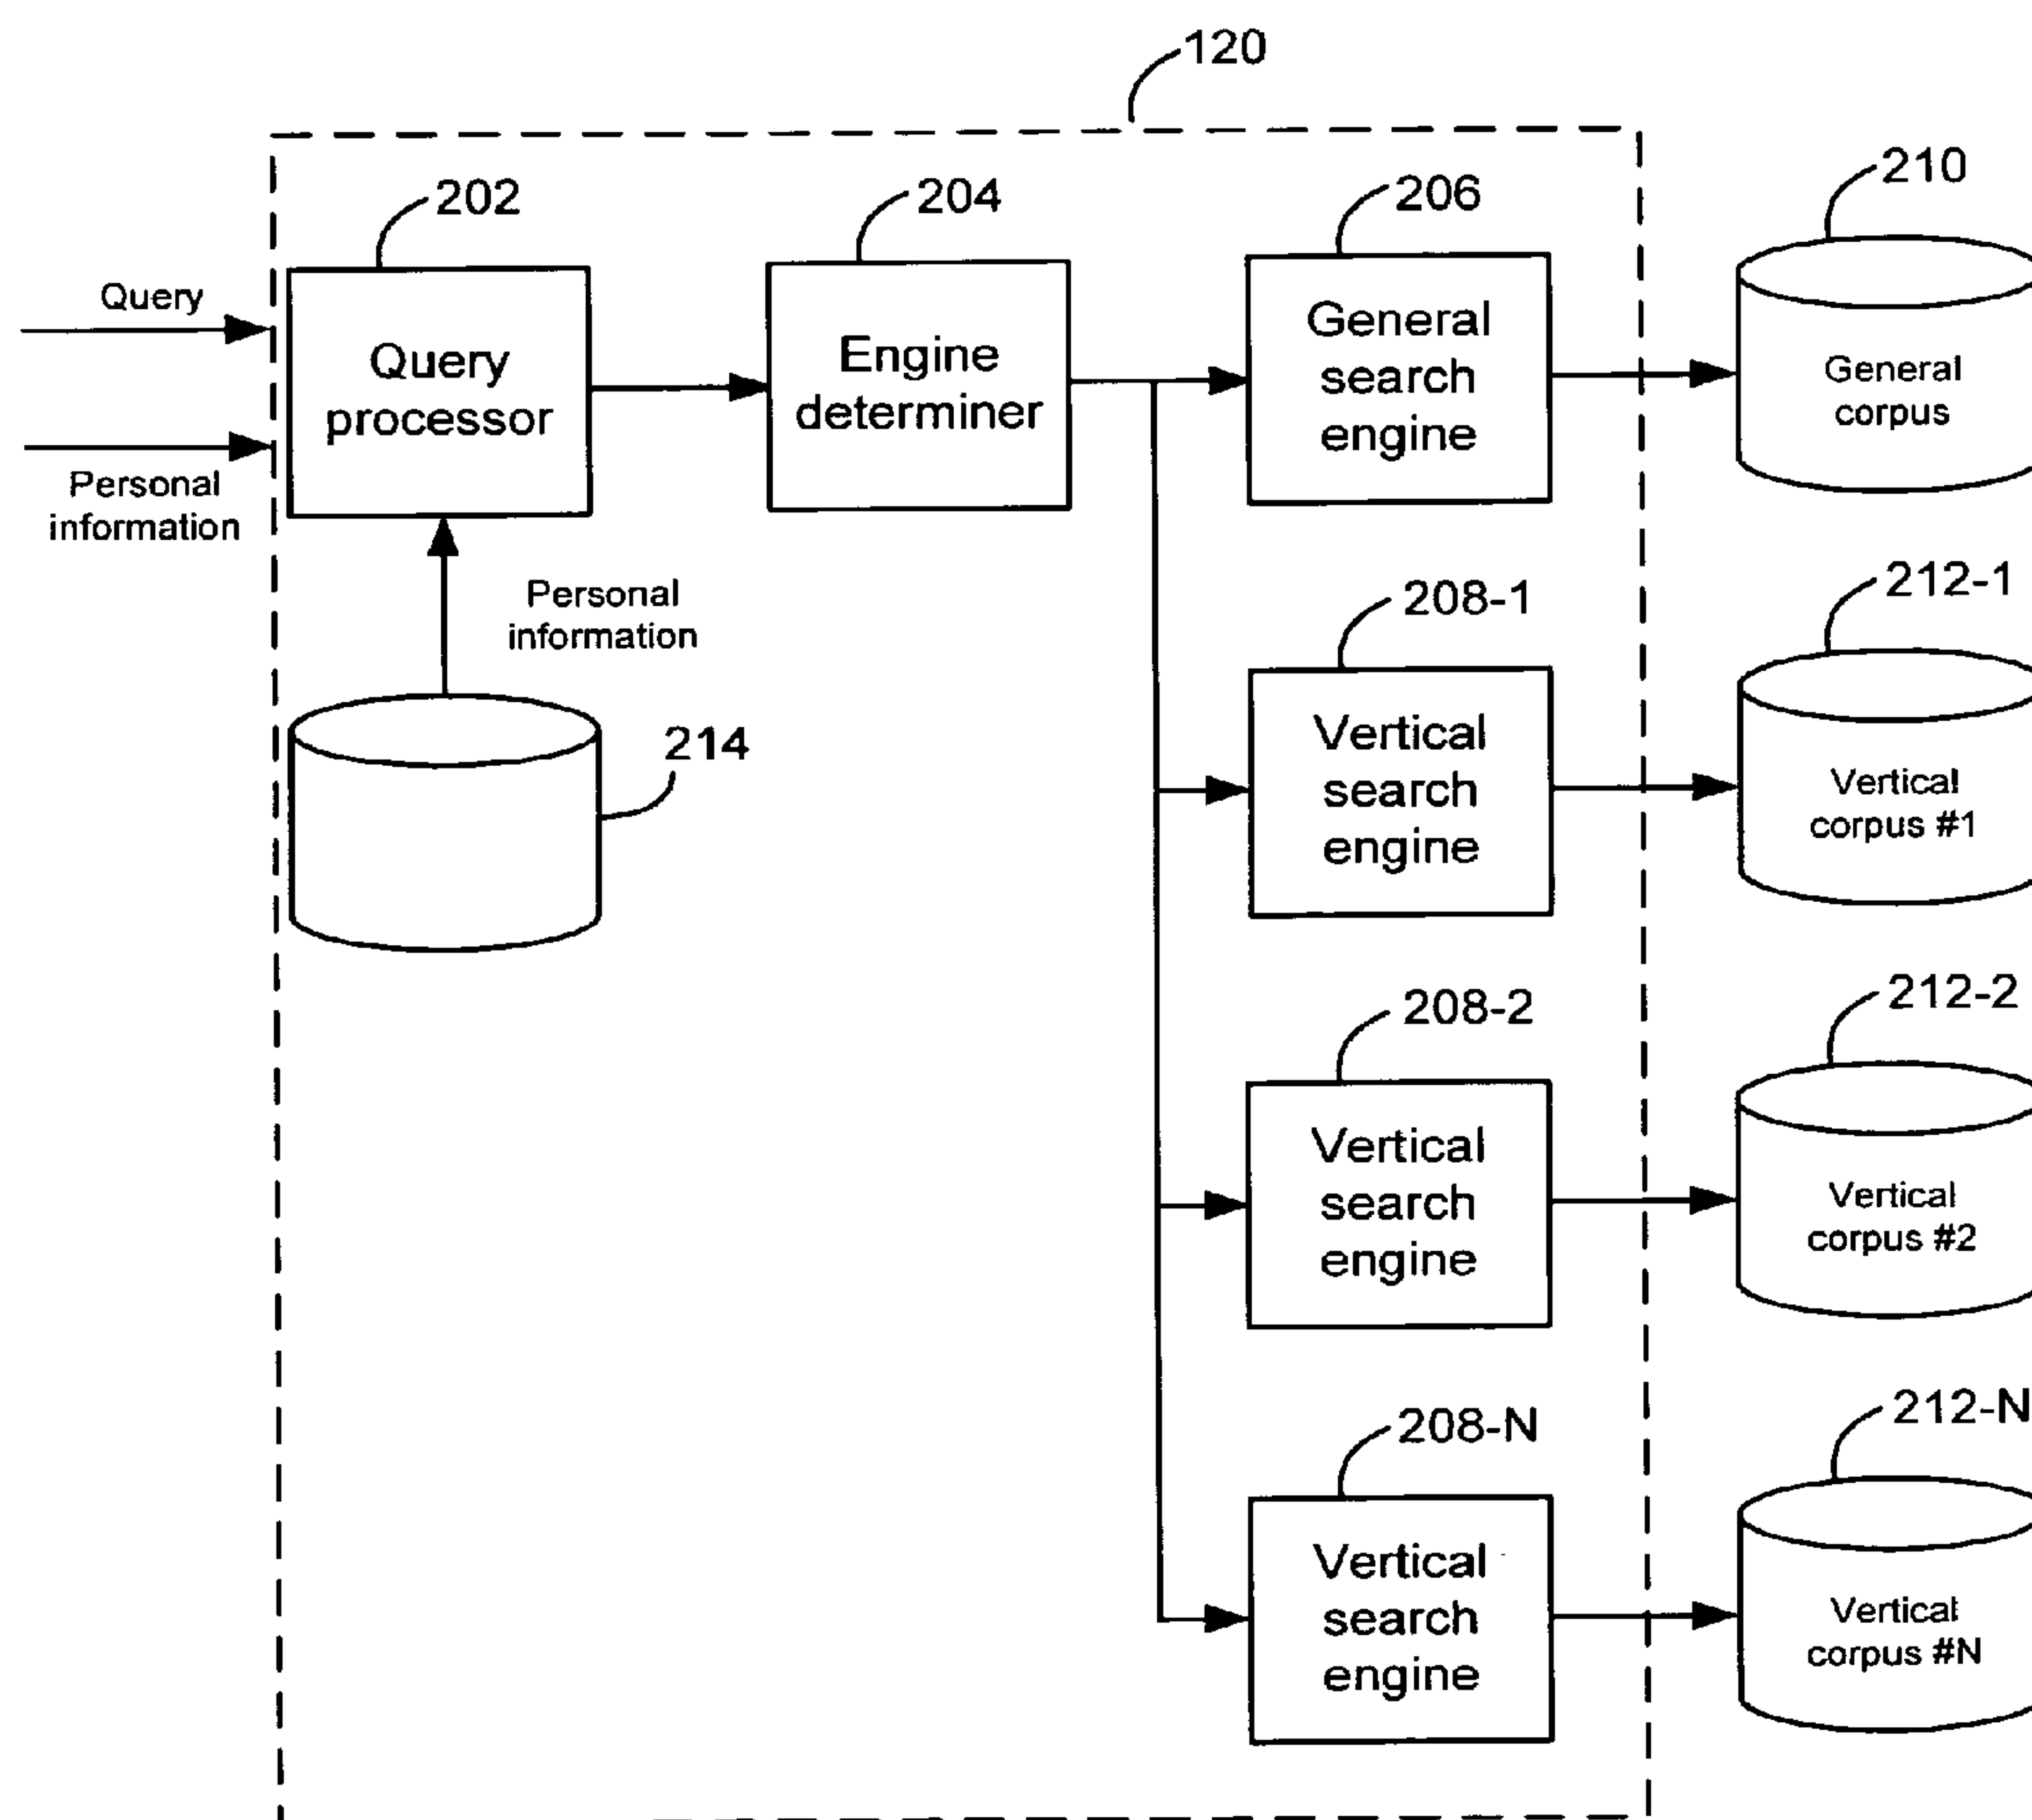 120
202
204
206
210
Query
Query
processor
Engine
determiner
General
search
engine
General
corpus
Personal
information
Personal
information
208-1
212-1
214
Vertical
search
engine
Vertical
corpus #1
208-2
212-2
Vertical
search
engine
Vertical
corpus #2
208-N
212-N
Vertical
search
engine
Vertical
corpus #N